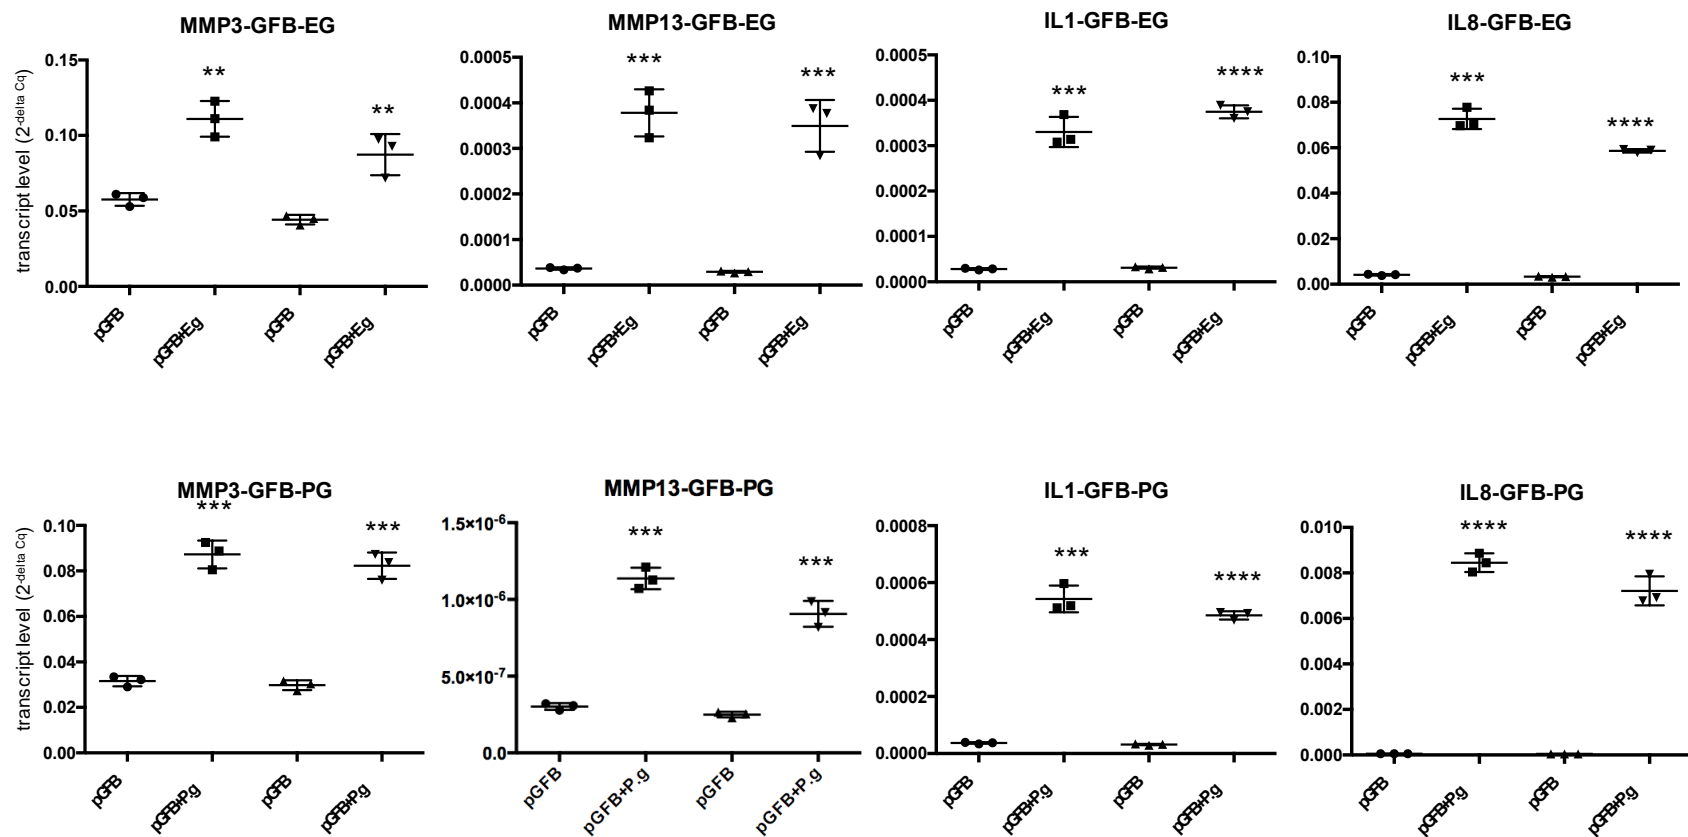 MMP3-GFB-EG
transcript level (2-delta Cq)
0.15
0.10
0.05
0.00
**
**
pGFB
pGFB+Eg
pGFB
pGFB+Eg
MMP13-GFB-EG
0.0005
0.0004
0.0003
0.0002
0.0001
0.0000
***
***
pGFB
pGFB+Eg
pGFB
pGFB+Eg
IL1-GFB-EG
0.0005
0.0004
0.0003
0.0002
0.0001
0.0000
***
****
pGFB
pGFB+Eg
pGFB
pGFB+Eg
IL8-GFB-EG
0.10
0.08
0.06
0.04
0.02
0.00
***
****
pGFB
pGFB+Eg
pGFB
pGFB+Eg
MMP3-GFB-PG
transcript level (2-delta Cq)
0.10
0.08
0.06
0.04
0.02
0.00
***
***
pGFB
pGFB+P.g
pGFB
pGFB+P.g
MMP13-GFB-PG
1.5×10-6
1.0×10-6
5.0×10-7
0.0
***
***
pGFB
pGFB+P.g
pGFB
pGFB+P.g
IL1-GFB-PG
0.0008
0.0006
0.0004
0.0002
0.0000
***
****
pGFB
pGFB+P.g
pGFB
pGFB+P.g
IL8-GFB-PG
0.010
0.008
0.006
0.004
0.002
0.000
****
****
pGFB
pGFB+P.g
pGFB
pGFB+P.g